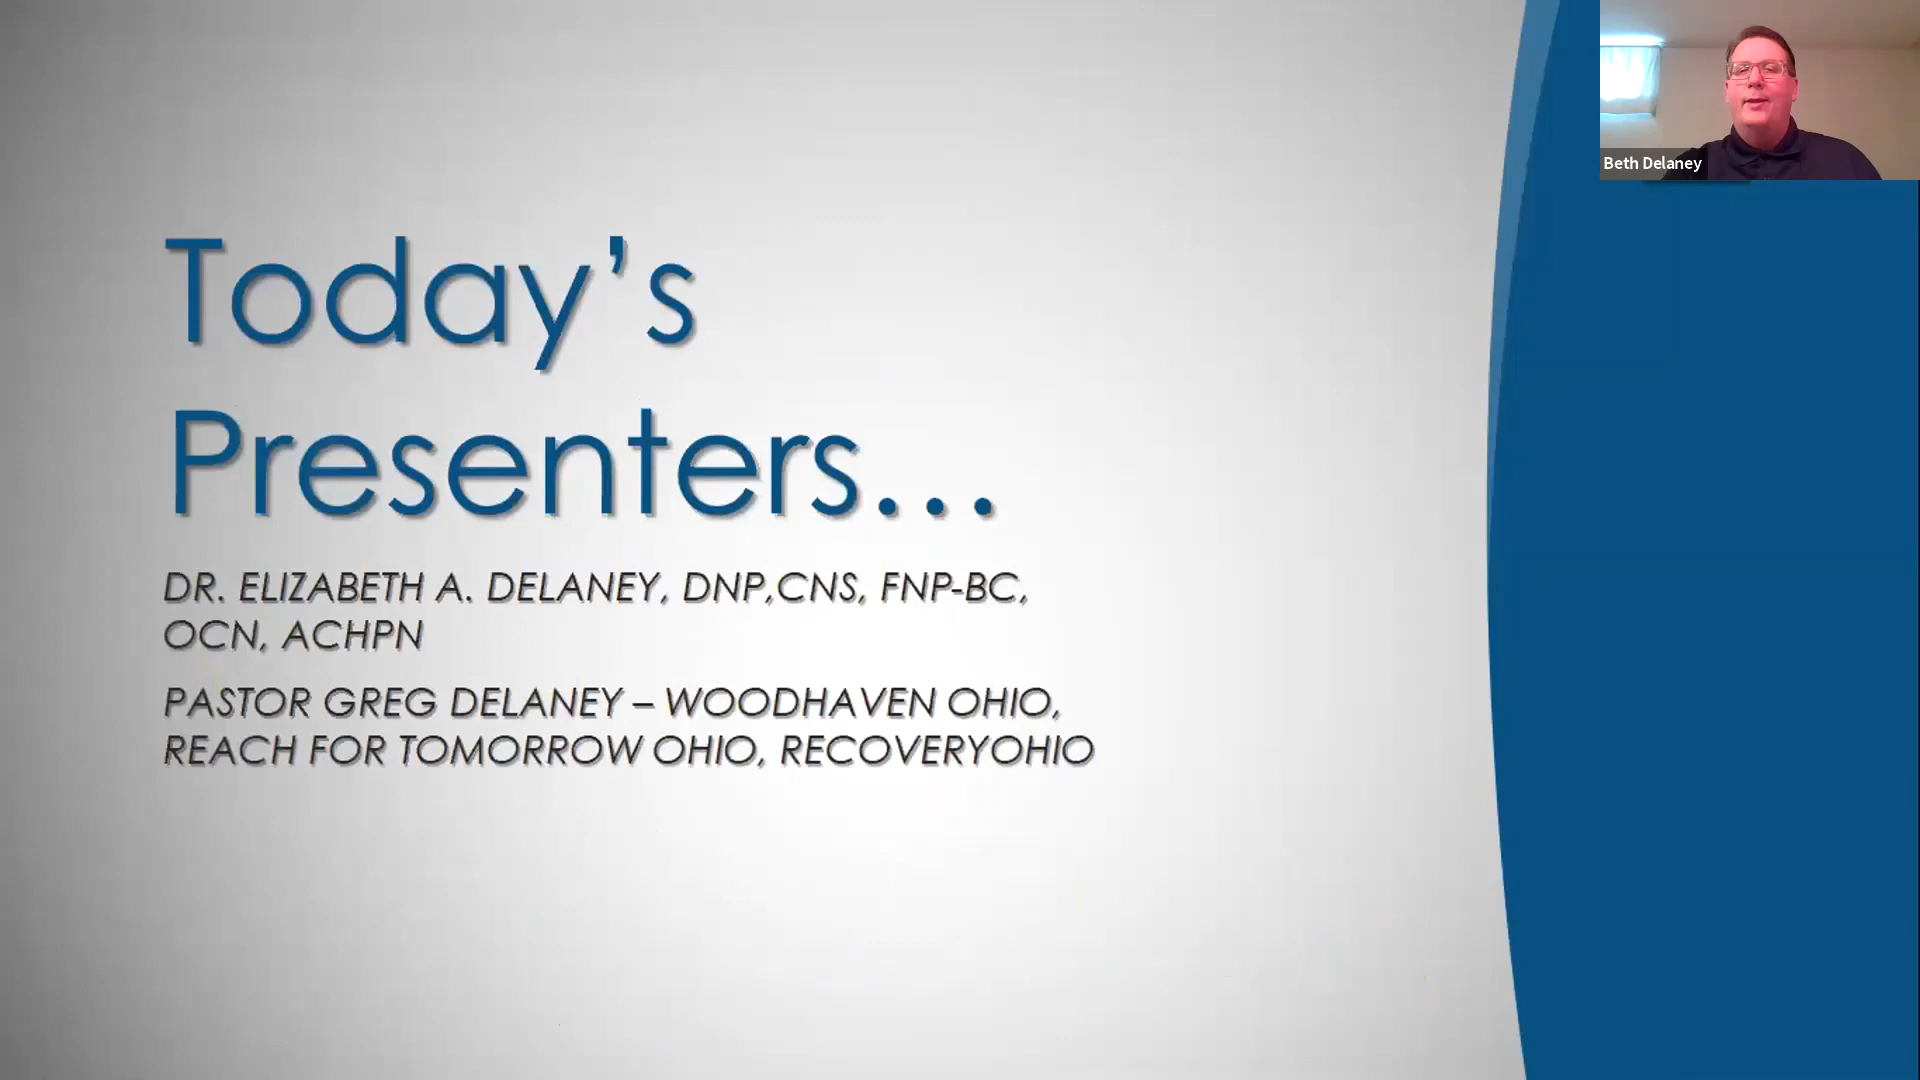 Today’s
Presenters...
DR. ELIZABETH A. DELANEY, DNP,CNS, FNP-BC,
OCN, ACHPN
PASTOR GREG DELANEY – WOODHAVEN OHIO,
REACH FOR TOMORROW OHIO, RECOVERYOHIO
Beth Delaney